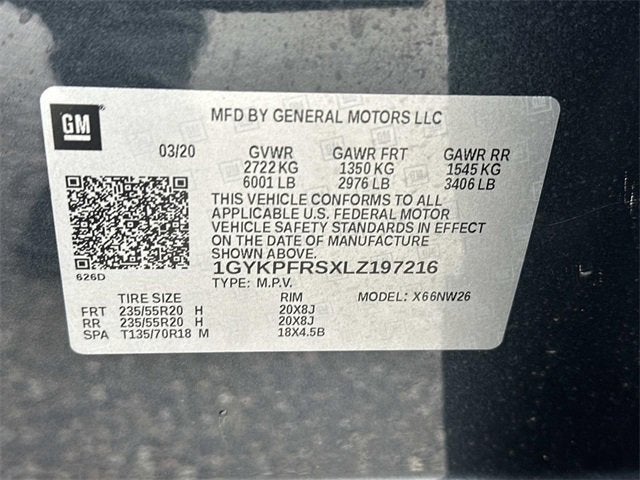 GM
MFD BY GENERAL MOTORS LLC
03/20 GVWR GAWR FRT GAWR RR
2722 KG 1350 KG 1545 KG
6001 LB 2976 LB 3406 LB
THIS VEHICLE CONFORMS TO ALL
APPLICABLE U.S. FEDERAL MOTOR
VEHICLE SAFETY STANDARDS IN EFFECT
ON THE DATE OF MANUFACTURE
SHOWN ABOVE.
1GYKPFRSXLZ197216
626D
TYPE: M.P.V. MODEL: X66NW26
TIRE SIZE RIM
FRT 235/55R20 H 20X8J
RR 235/55R20 H 20X8J
SPA T135/70R18 M 18X4.5B